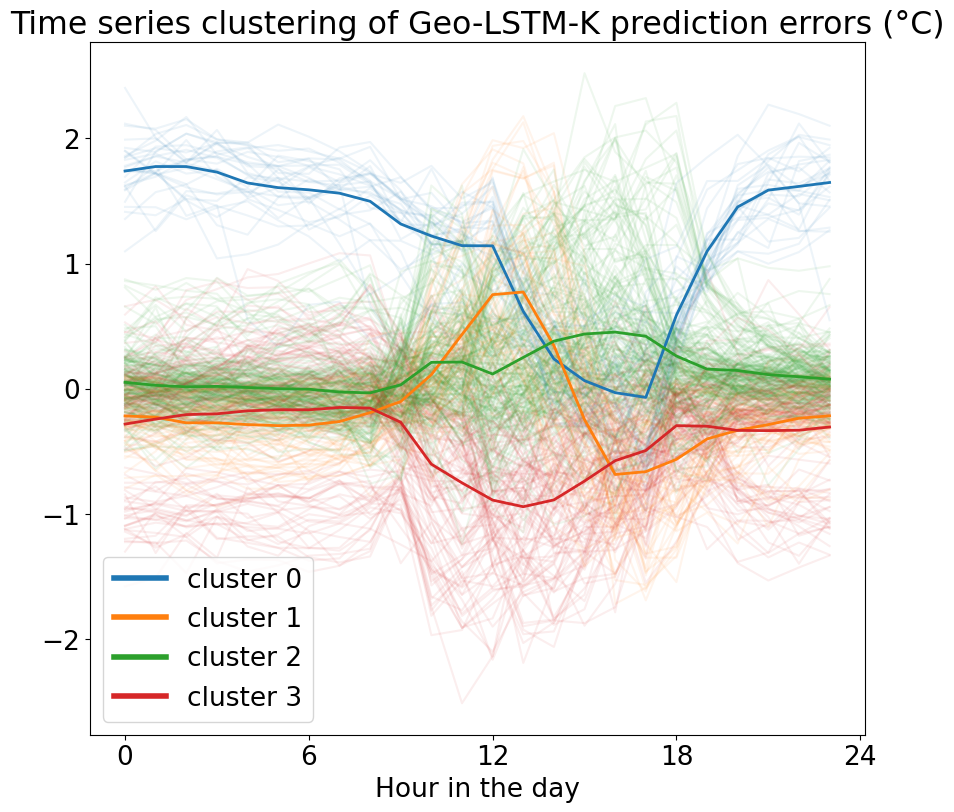 Time series clustering of Geo-LSTM-K prediction errors (°C)
2
1
0
−1
−2
cluster 0
cluster 1
cluster 2
cluster 3
0 6 12 18 24
Hour in the day